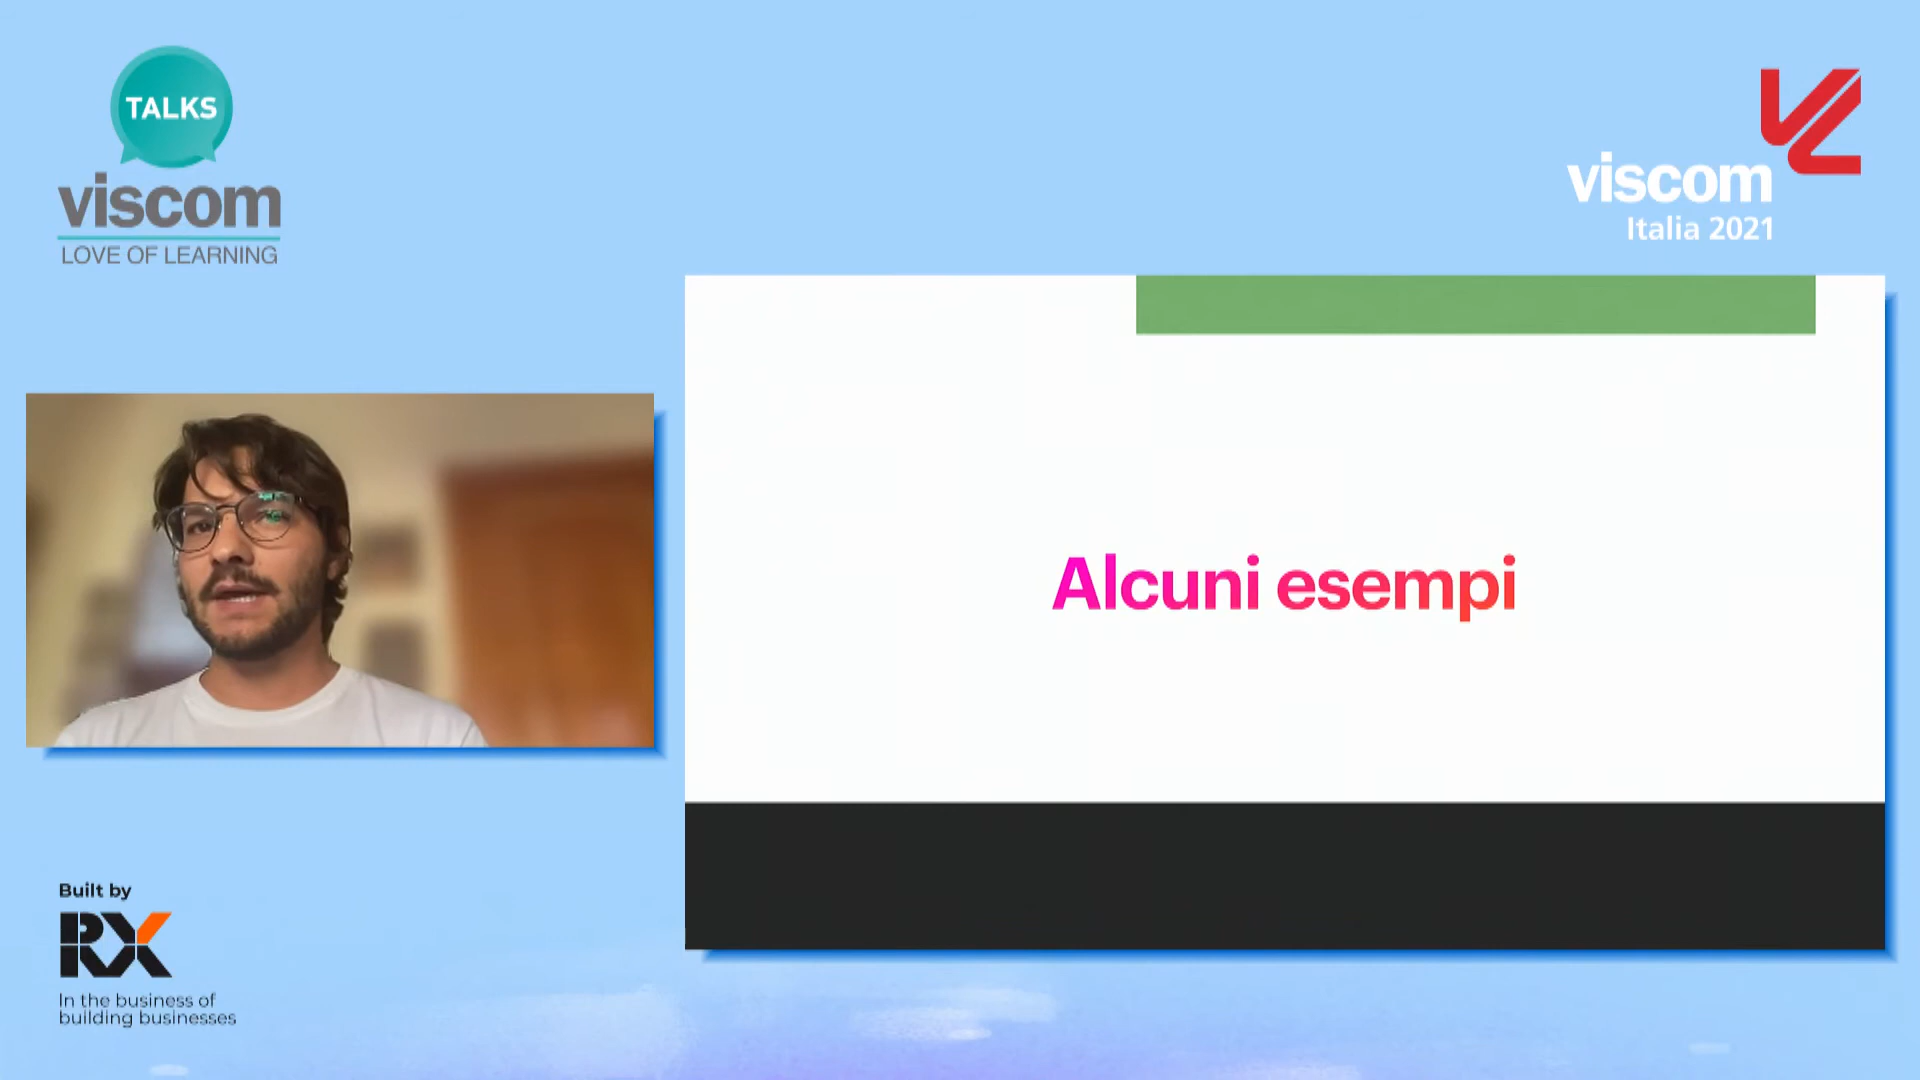 TALKS
viscom
LOVE OF LEARNING
viscom
Italia 2021
Alcuni esempi
Built by
RX
In the business of
building businesses